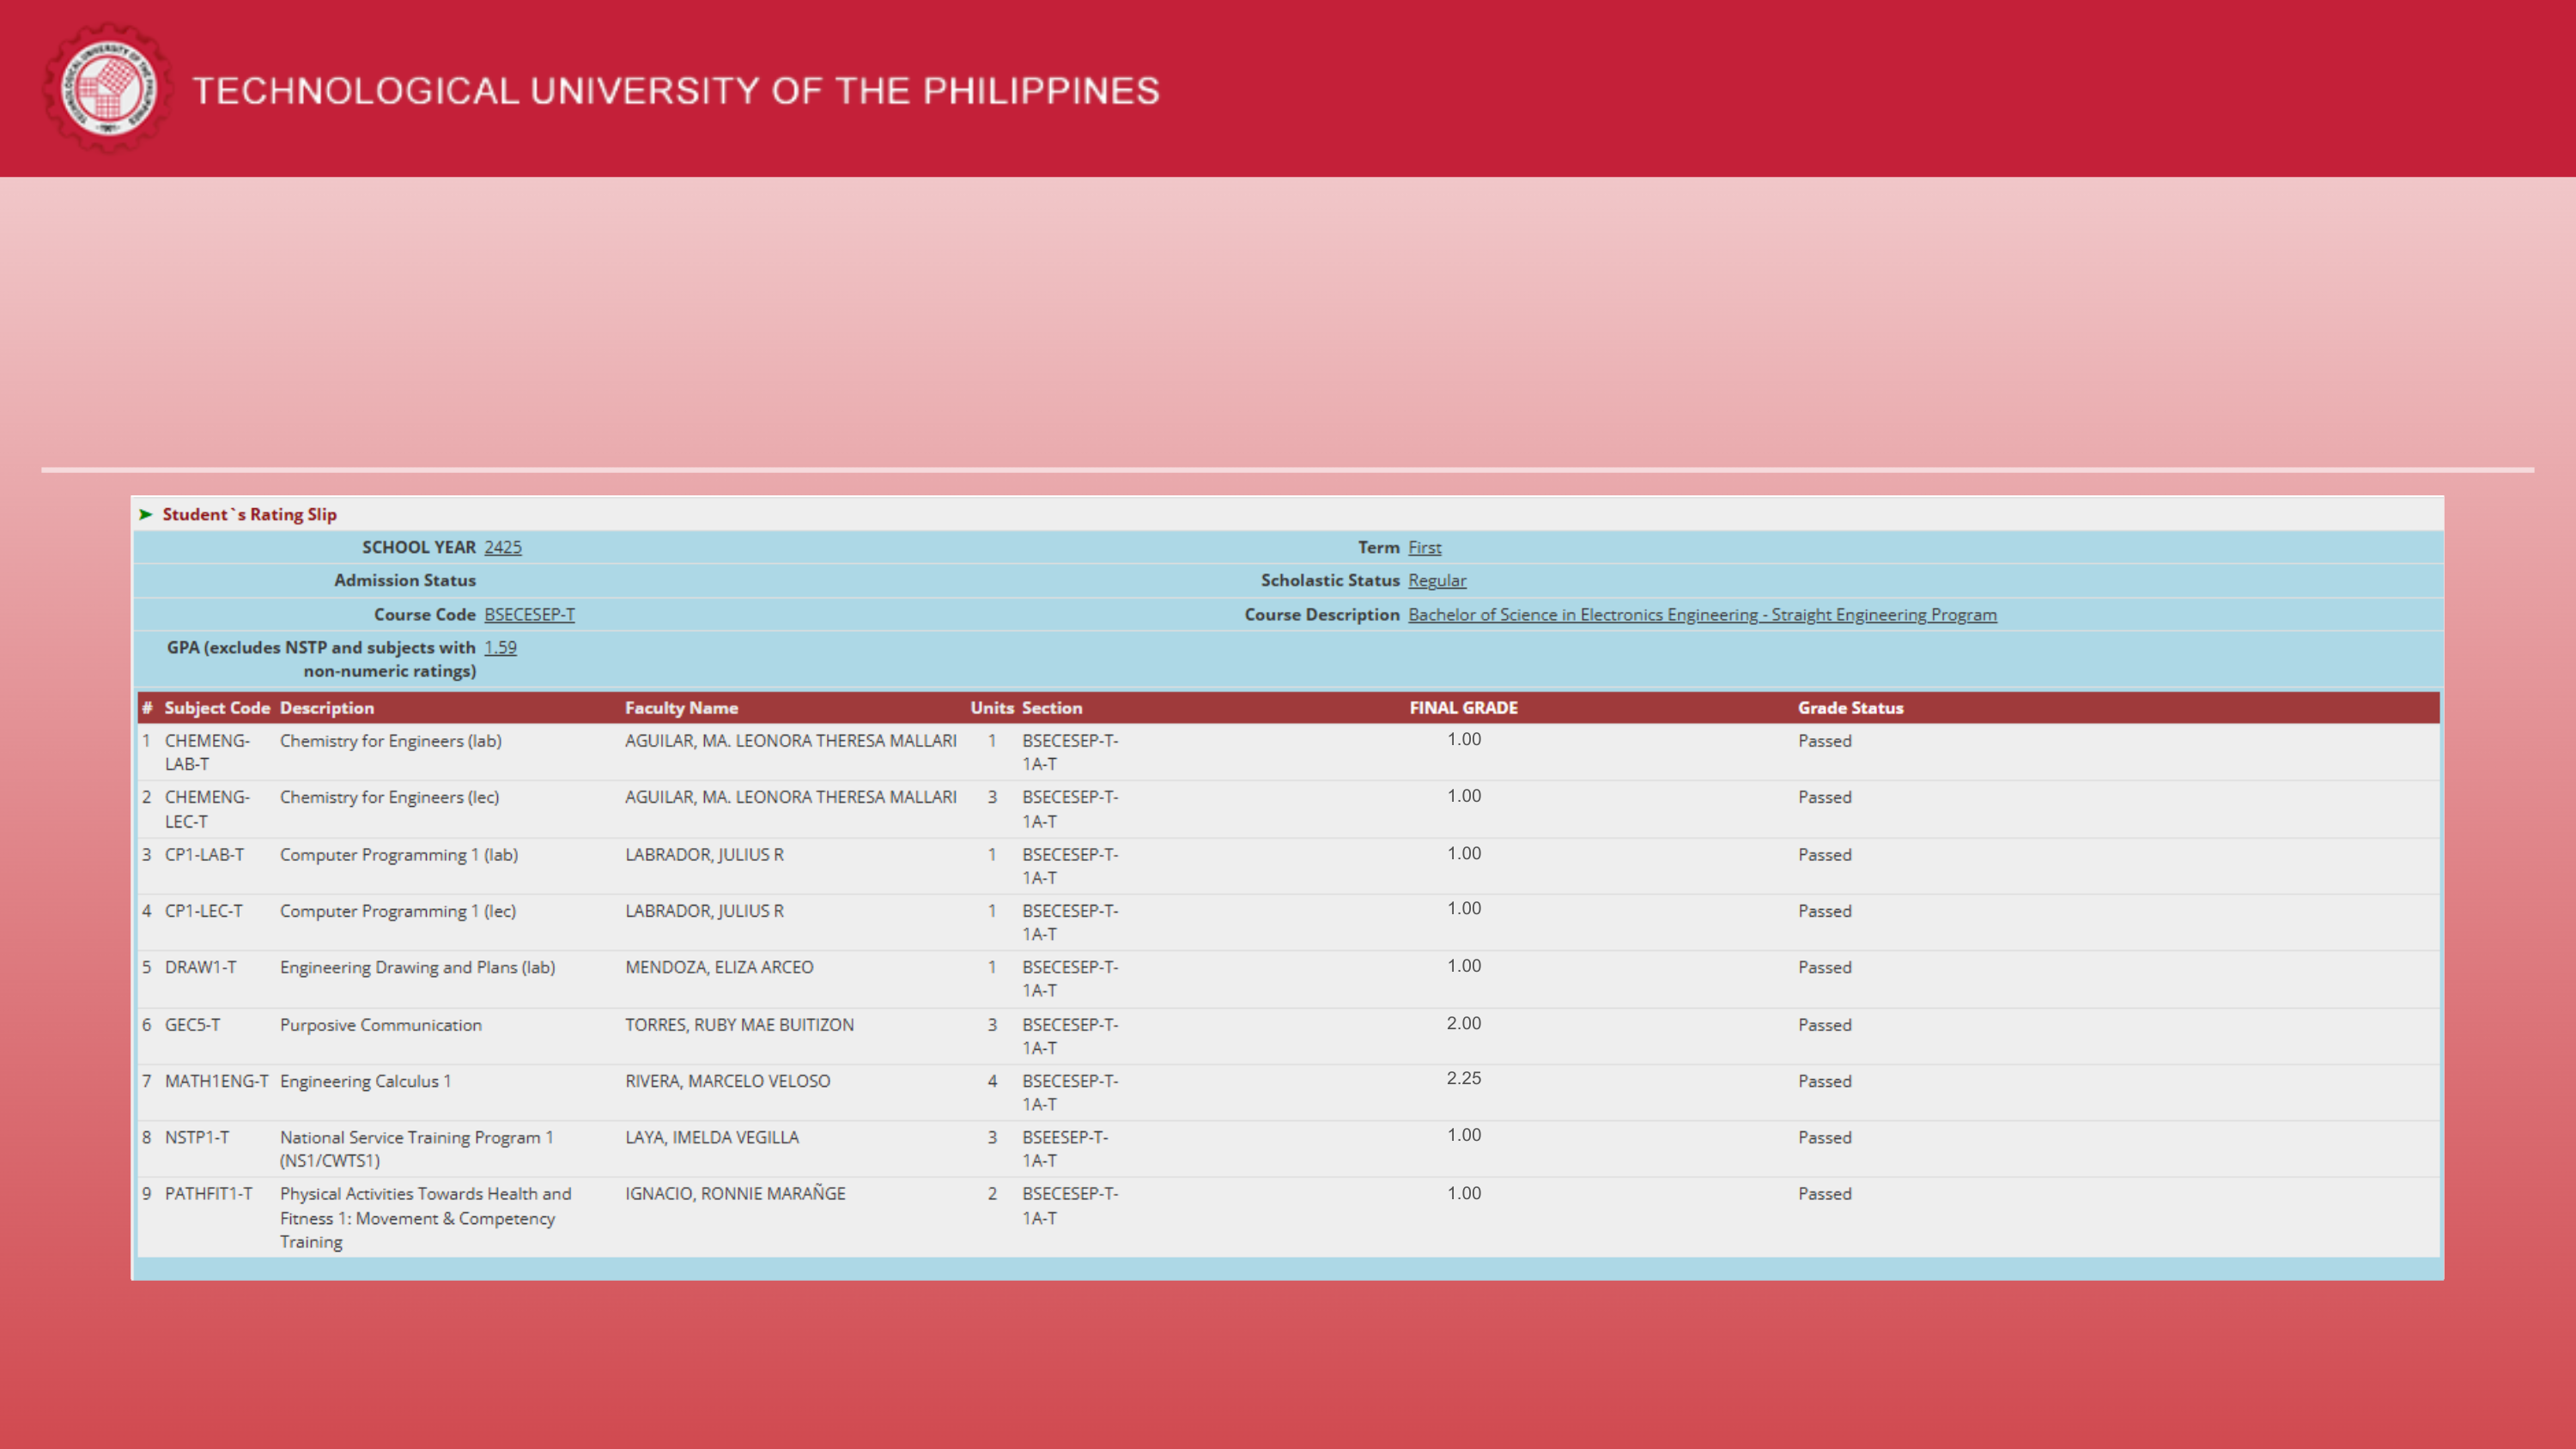 TECHNOLOGICAL UNIVERSITY OF THE PHILIPPINES
TECHNOLOGICAL UNIVERSITY OF THE PHILIPPINES
1901
➤ Student`s Rating Slip
SCHOOL YEAR 2425 Term First
Admission Status Scholastic Status Regular
Course Code BSECESEP-T Course Description Bachelor of Science in Electronics Engineering - Straight Engineering Program
GPA (excludes NSTP and subjects with 1.59
non-numeric ratings)
# Subject Code Description Faculty Name Units Section FINAL GRADE Grade Status
1 CHEMENG- Chemistry for Engineers (lab) AGUILAR, MA. LEONORA THERESA MALLARI 1 BSECESEP-T- 1.00 Passed
LAB-T 1A-T
2 CHEMENG- Chemistry for Engineers (lec) AGUILAR, MA. LEONORA THERESA MALLARI 3 BSECESEP-T- 1.00 Passed
LEC-T 1A-T
3 CP1-LAB-T Computer Programming 1 (lab) LABRADOR, JULIUS R 1 BSECESEP-T- 1.00 Passed
1A-T
4 CP1-LEC-T Computer Programming 1 (lec) LABRADOR, JULIUS R 1 BSECESEP-T- 1.00 Passed
1A-T
5 DRAW1-T Engineering Drawing and Plans (lab) MENDOZA, ELIZA ARCEO 1 BSECESEP-T- 1.00 Passed
1A-T
6 GEC5-T Purposive Communication TORRES, RUBY MAE BUITIZON 3 BSECESEP-T- 2.00 Passed
1A-T
7 MATH1ENG-T Engineering Calculus 1 RIVERA, MARCELO VELOSO 4 BSECESEP-T- 2.25 Passed
1A-T
8 NSTP1-T National Service Training Program 1 LAYA, IMELDA VEGILLA 3 BSEESEP-T- 1.00 Passed
(NS1/CWTS1) 1A-T
9 PATHFIT1-T Physical Activities Towards Health and IGNACIO, RONNIE MARAÑGE 2 BSECESEP-T- 1.00 Passed
Fitness 1: Movement & Competency 1A-T
Training